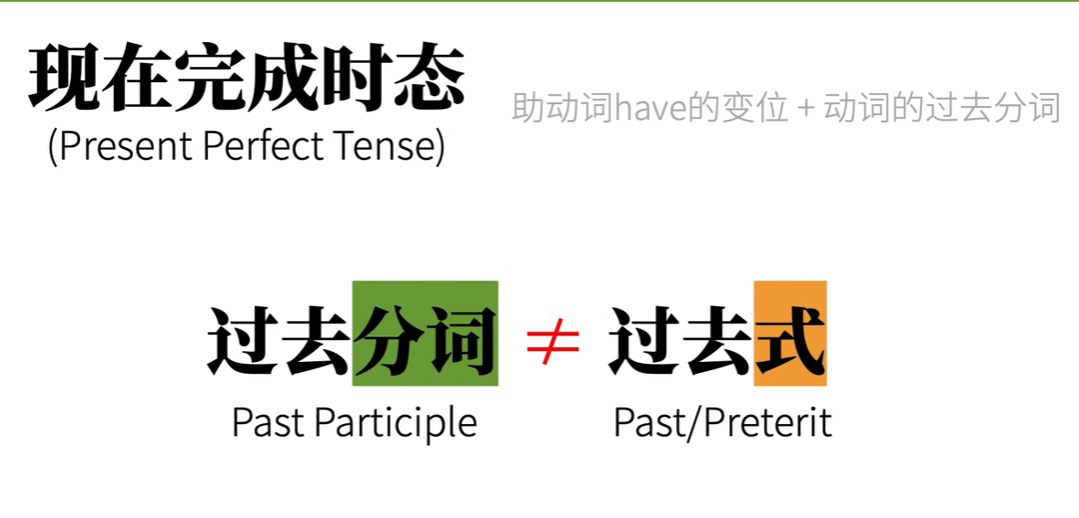 现在完成时态
(Present Perfect Tense)
助动词have的变位 + 动词的过去分词
过去分词 ≠ 过去式
Past Participle Past/Preterit